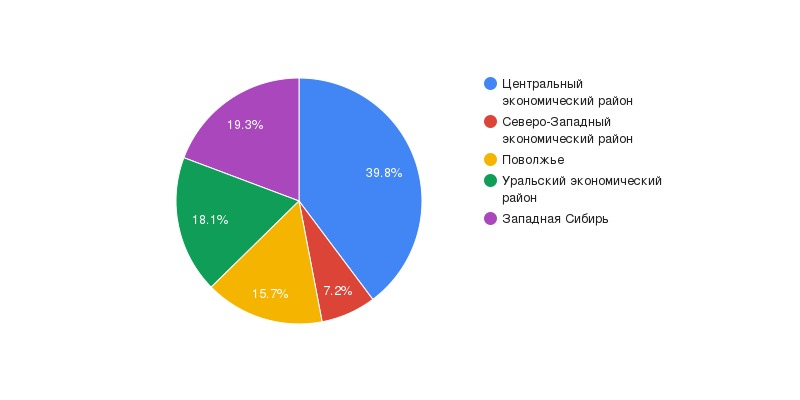 Центральный
экономический район
Северо-Западный
экономический район
Поволжье
Уральский экономический
район
Западная Сибирь
39.8%
7.2%
15.7%
18.1%
19.3%